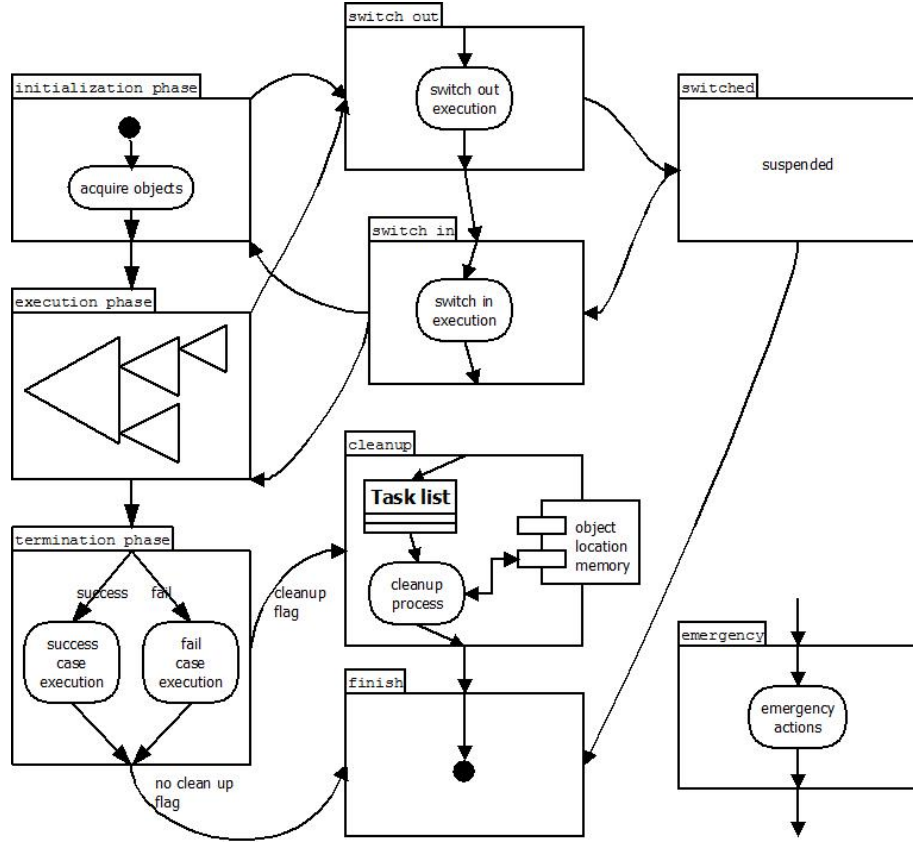 switch out
switch out
execution
initialization phase
acquire objects
switched
suspended
switch in
switch in
execution
execution phase
cleanup
Task list
object
location
memory
cleanup
process
termination phase
success
fail
success
case
execution
fail
case
execution
cleanup
flag
no clean up
flag
finish
emergency
emergency
actions